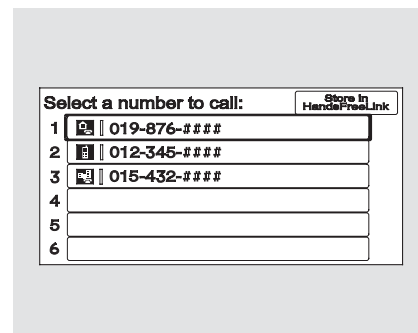 Select a number to call:
Store in
HandsFreeLink
1 019-876-####
2 012-345-####
3 015-432-####
4
5
6